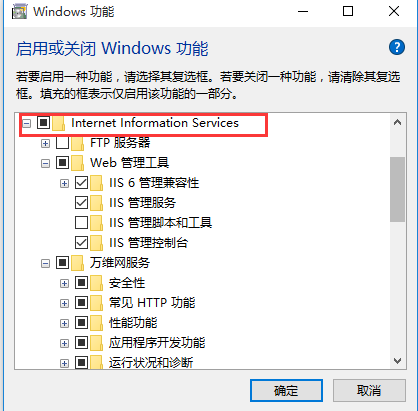 Windows 功能
启用或关闭 Windows 功能
若要启用一种功能，请选择其复选框。若要关闭一种功能，请清除其复选
框。填充的框表示仅启用该功能的一部分。
Internet Information Services
FTP 服务器
Web 管理工具
IIS 6 管理兼容性
IIS 管理服务
IIS 管理脚本和工具
IIS 管理控制台
万维网服务
安全性
常见 HTTP 功能
性能功能
应用程序开发功能
运行状况和诊断
确定
取消